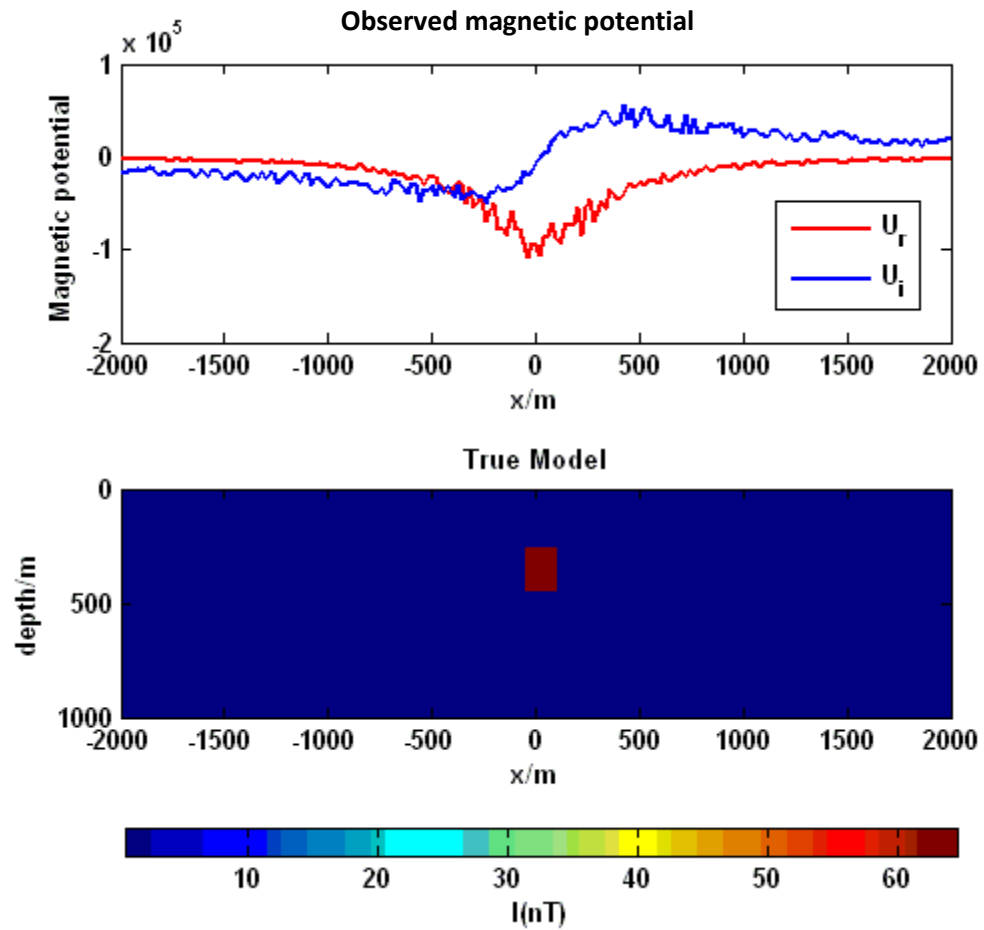 Observed magnetic potential
x 10^5
1
0
-1
-2
Magnetic potential
U_r
U_i
-2000 -1500 -1000 -500 0 500 1000 1500 2000
x/m
True Model
0
500
1000
depth/m
-2000 -1500 -1000 -500 0 500 1000 1500 2000
x/m
10 20 30 40 50 60
I(nT)